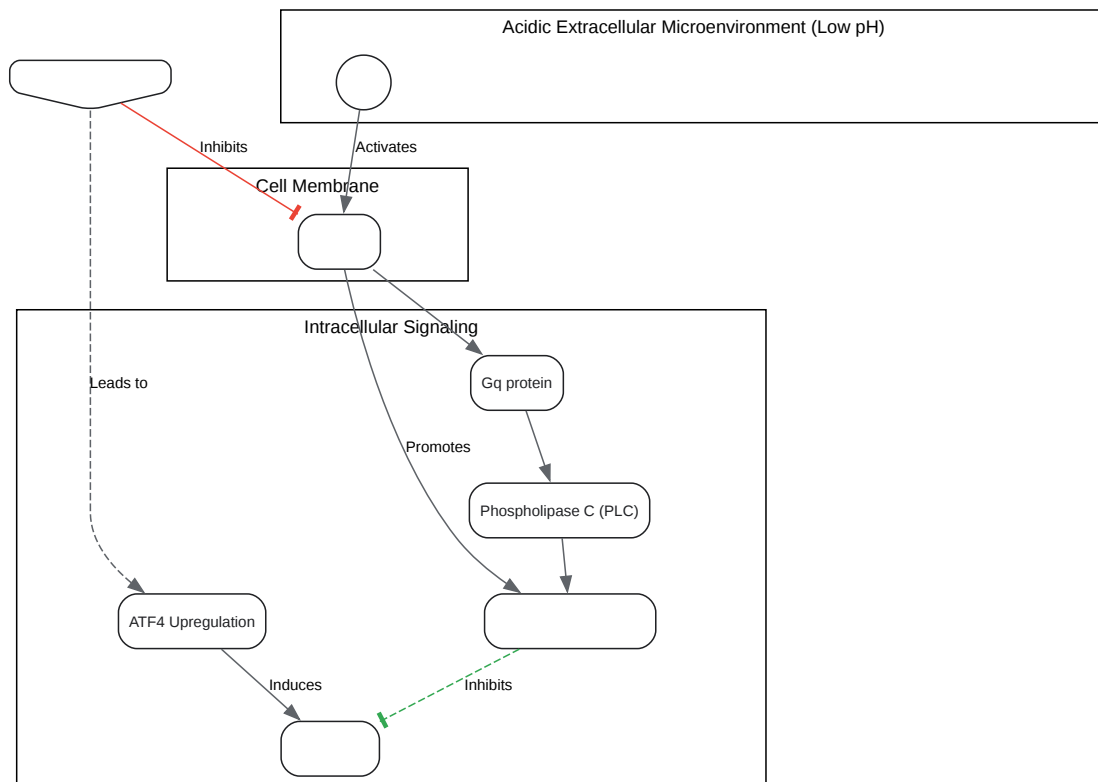 Acidic Extracellular Microenvironment (Low pH)
Inhibits
Activates
Cell Membrane
Intracellular Signaling
Gq protein
Leads to
Promotes
Phospholipase C (PLC)
ATF4 Upregulation
Induces
Inhibits